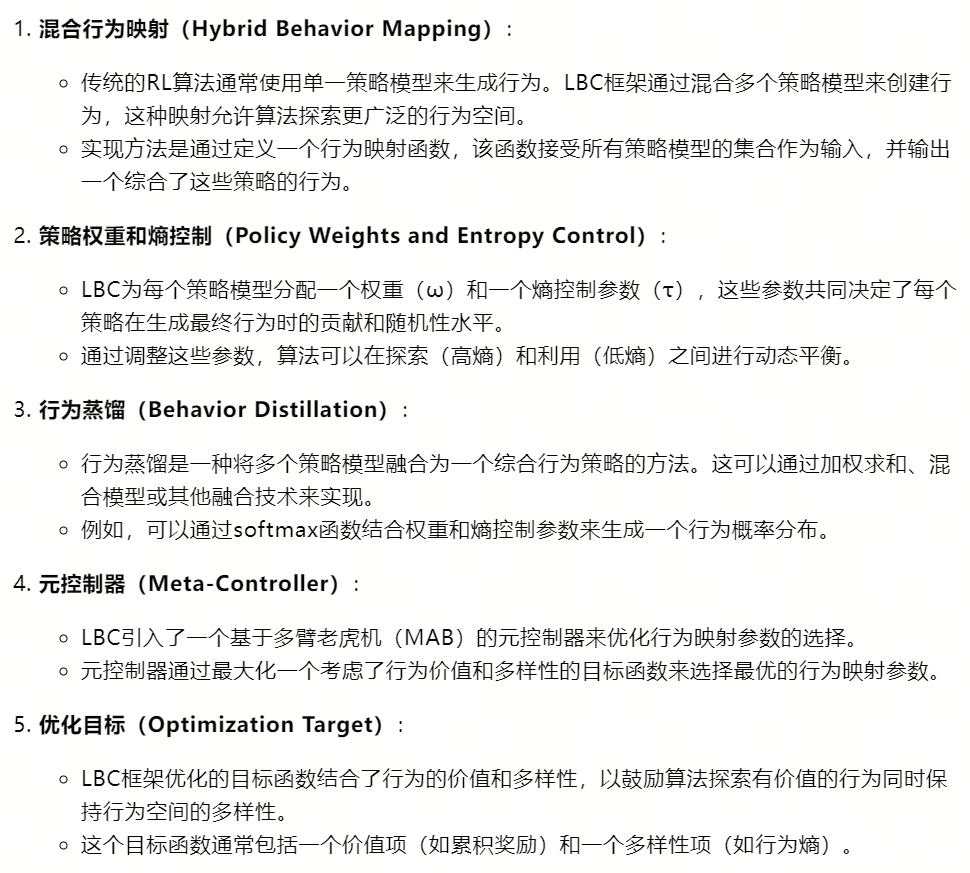 1. 混合行为映射（Hybrid Behavior Mapping）：
传统的RL算法通常使用单一策略模型来生成行为。LBC框架通过混合多个策略模型来创建行
为，这种映射允许算法探索更广泛的行为空间。
实现方法是通过定义一个行为映射函数，该函数接受所有策略模型的集合作为输入，并输出
一个综合了这些策略的行为。
2. 策略权重和熵控制（Policy Weights and Entropy Control）：
LBC为每个策略模型分配一个权重（ω）和一个熵控制参数（τ），这些参数共同决定了每个
策略在生成最终行为时的贡献和随机性水平。
通过调整这些参数，算法可以在探索（高熵）和利用（低熵）之间进行动态平衡。
3. 行为蒸馏（Behavior Distillation）：
行为蒸馏是一种将多个策略模型融合为一个综合行为策略的方法。这可以通过加权求和、混
合模型或其他融合技术来实现。
例如，可以通过softmax函数结合权重和熵控制参数来生成一个行为概率分布。
4. 元控制器（Meta-Controller）：
LBC引入了一个基于多臂老虎机（MAB）的元控制器来优化行为映射参数的选择。
元控制器通过最大化一个考虑了行为价值和多样性的目标函数来选择最优的行为映射参数。
5. 优化目标（Optimization Target）：
LBC框架优化的目标函数结合了行为的价值和多样性，以鼓励算法探索有价值的行为同时保
持行为空间的多样性。
这个目标函数通常包括一个价值项（如累积奖励）和一个多样性项（如行为熵）。